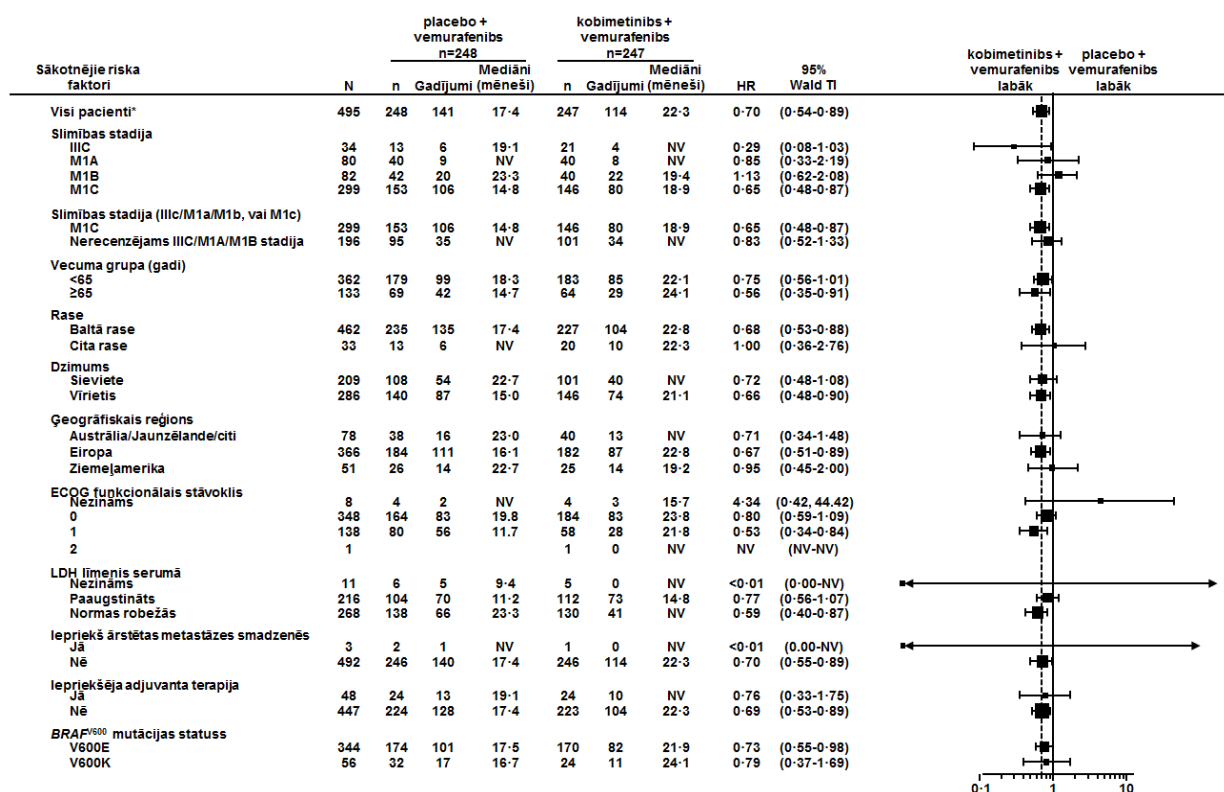 placebo + vemurafenibs n=248 kobimetinibs + vemurafenibs n=247
kobimetinibs + vemurafenibs labāk placebo + vemurafenibs labāk
Sākotnējie riska faktori N n Gadījumi Mediāni (mēneši) n Gadījumi Mediāni (mēneši) HR 95% Wald TI
Visi pacienti* 495 248 141 17·4 247 114 22·3 0·70 (0·54-0·89)
Slimības stadija
IIIC 34 13 6 19·1 21 4 NV 0·29 (0·08-1·03)
M1A 80 40 9 NV 40 8 NV 0·85 (0·33-2·19)
M1B 82 42 20 23·3 40 22 19·4 1·13 (0·62-2·08)
M1C 299 153 106 14·8 146 80 18·9 0·65 (0·48-0·87)
Slimības stadija (IIIc/M1a/M1b, vai M1c)
M1C 299 153 106 14·8 146 80 18·9 0·65 (0·48-0·87)
Nerecenzējams IIIC/M1A/M1B stadija 196 95 35 NV 101 34 NV 0·83 (0·52-1·33)
Vecuma grupa (gadi)
<65 362 179 99 18·3 183 85 22·1 0·75 (0·56-1·01)
≥65 133 69 42 14·7 64 29 24·1 0·56 (0·35-0·91)
Rase
Baltā rase 462 235 135 17·4 227 104 22·8 0·68 (0·53-0·88)
Cita rase 33 13 6 NV 20 10 22·3 1·00 (0·36-2·76)
Dzimums
Sieviete 209 108 54 22·7 101 40 NV 0·72 (0·48-1·08)
Vīrietis 286 140 87 15·0 146 74 21·1 0·66 (0·48-0·90)
Ģeogrāfiskais reģions
Austrālija/Jaunzēlande/citi 78 38 16 23·0 40 13 NV 0·71 (0·34-1·48)
Eiropa 366 184 111 16·1 182 87 22·8 0·67 (0·51-0·89)
Ziemeļamerika 51 26 14 22·7 25 14 19·2 0·95 (0·45-2·00)
ECOG funkcionālais stāvoklis
Nezināms 8 4 2 NV 4 3 15·7 4·34 (0·42, 44.42)
0 348 164 83 19·8 184 83 23·8 0·80 (0·59-1·09)
1 138 80 56 11·7 58 28 21·8 0·53 (0·34-0·84)
2 1 1 0 NV NV (NV-NV)
LDH līmenis serumā
Nezināms 11 6 5 9·4 5 0 NV <0·01 (0·00-NV)
Paaugstināts 216 104 70 11·2 112 73 14·8 0·77 (0·56-1·07)
Normas robežās 268 138 66 23·3 130 41 NV 0·59 (0·40-0·87)
Iepriekš ārstētas metastāzes smadzenēs
Jā 3 2 1 NV 1 0 NV <0·01 (0.00-NV)
Nē 492 246 140 17·4 246 114 22·3 0·70 (0·55-0·89)
Iepriekšēja adjuvanta terapija
Jā 48 24 13 19·1 24 10 NV 0·76 (0·33-1·75)
Nē 447 224 128 17·4 223 104 22·3 0·69 (0·53-0·89)
BRAFV600 mutācijas statuss
V600E 344 174 101 17·5 170 82 21·9 0·73 (0·55-0·98)
V600K 56 32 17 16·7 24 11 24·1 0·79 (0·37-1·69)
0·1 1 10